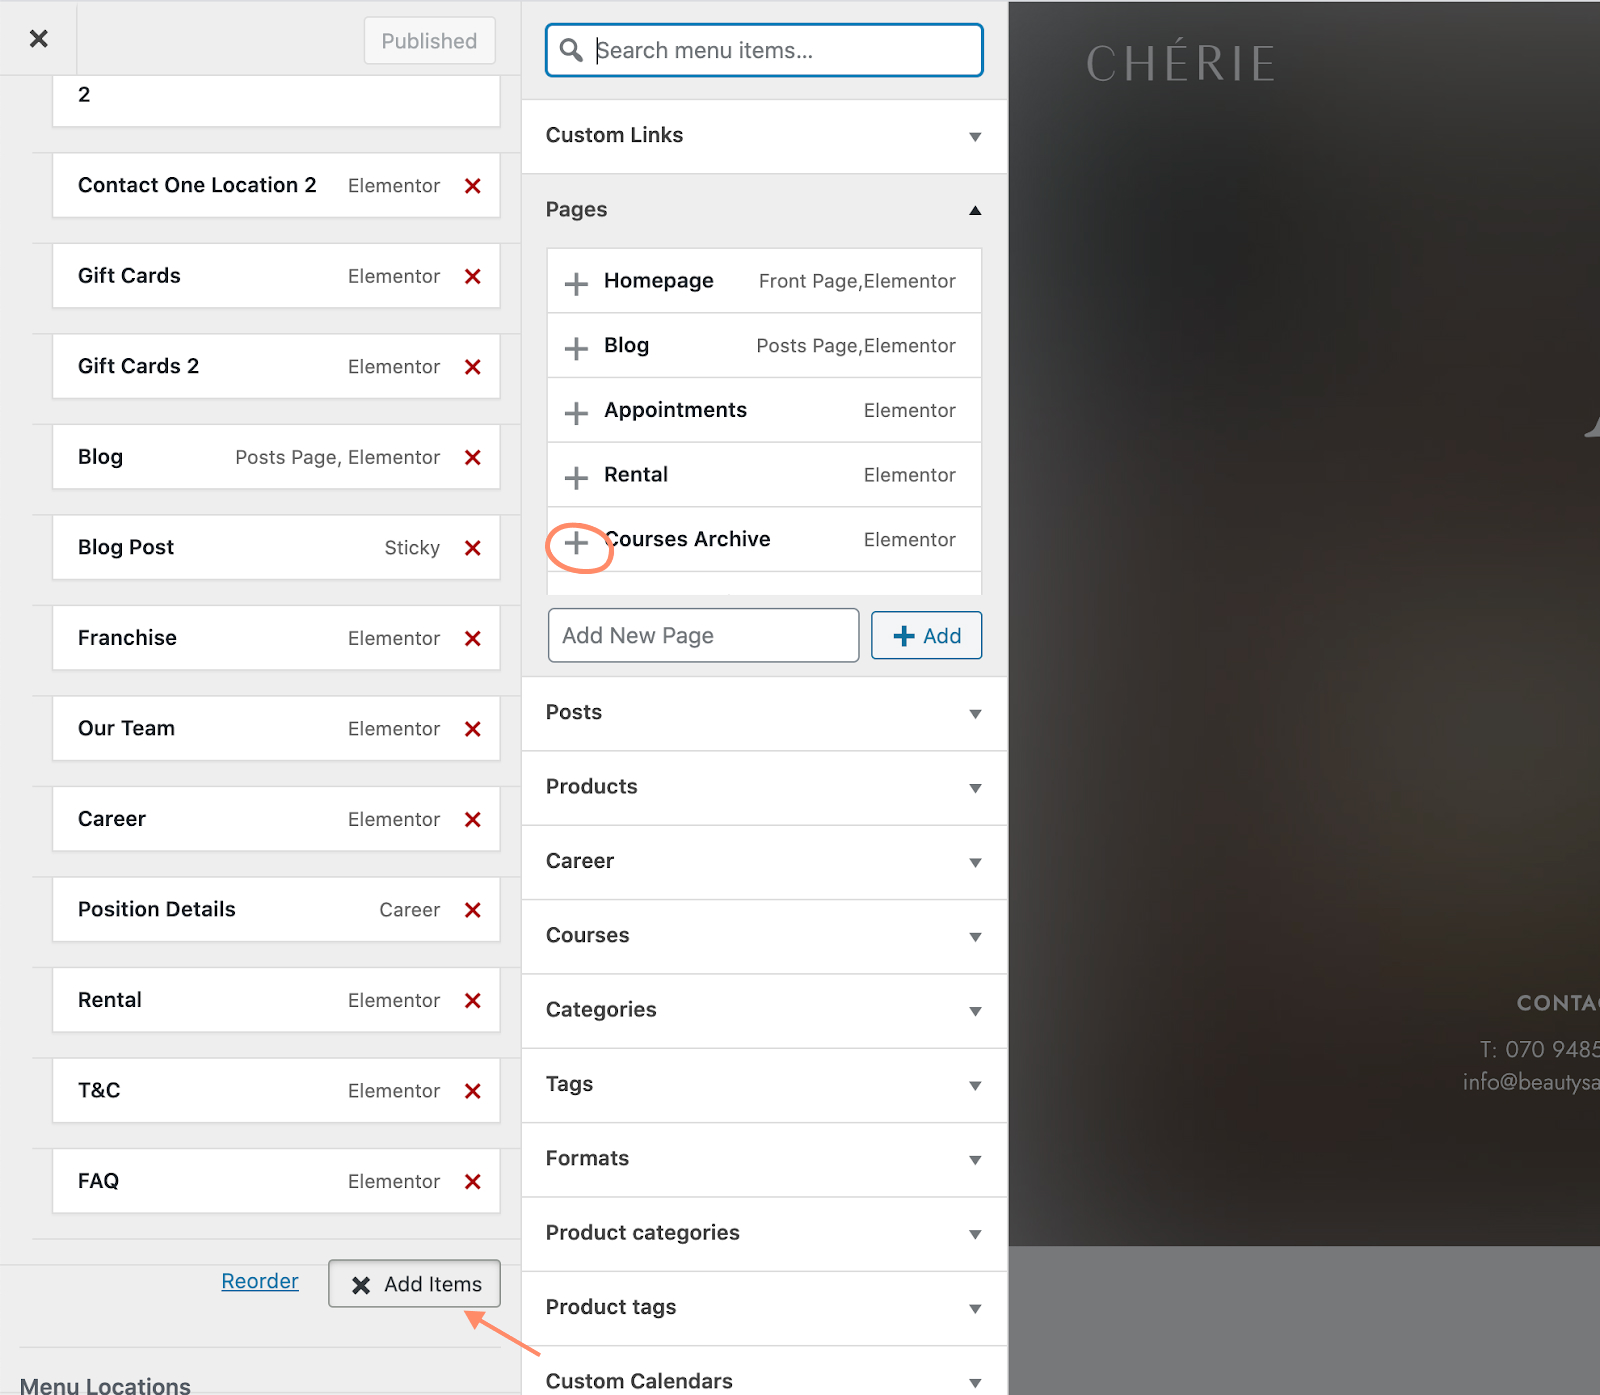 Published
2
Contact One Location 2 Elementor
Gift Cards Elementor
Gift Cards 2 Elementor
Blog Posts Page, Elementor
Blog Post Sticky
Franchise Elementor
Our Team Elementor
Career Elementor
Position Details Career
Rental Elementor
T&C Elementor
FAQ Elementor
Reorder
Add Items
Menu Locations
Search menu items...
Custom Links
Pages
Homepage Front Page,Elementor
Blog Posts Page,Elementor
Appointments Elementor
Rental Elementor
Courses Archive Elementor
Add New Page
Add
Posts
Products
Career
Courses
Categories
Tags
Formats
Product categories
Product tags
Custom Calendars
CHÉRIE
T: 070 9485